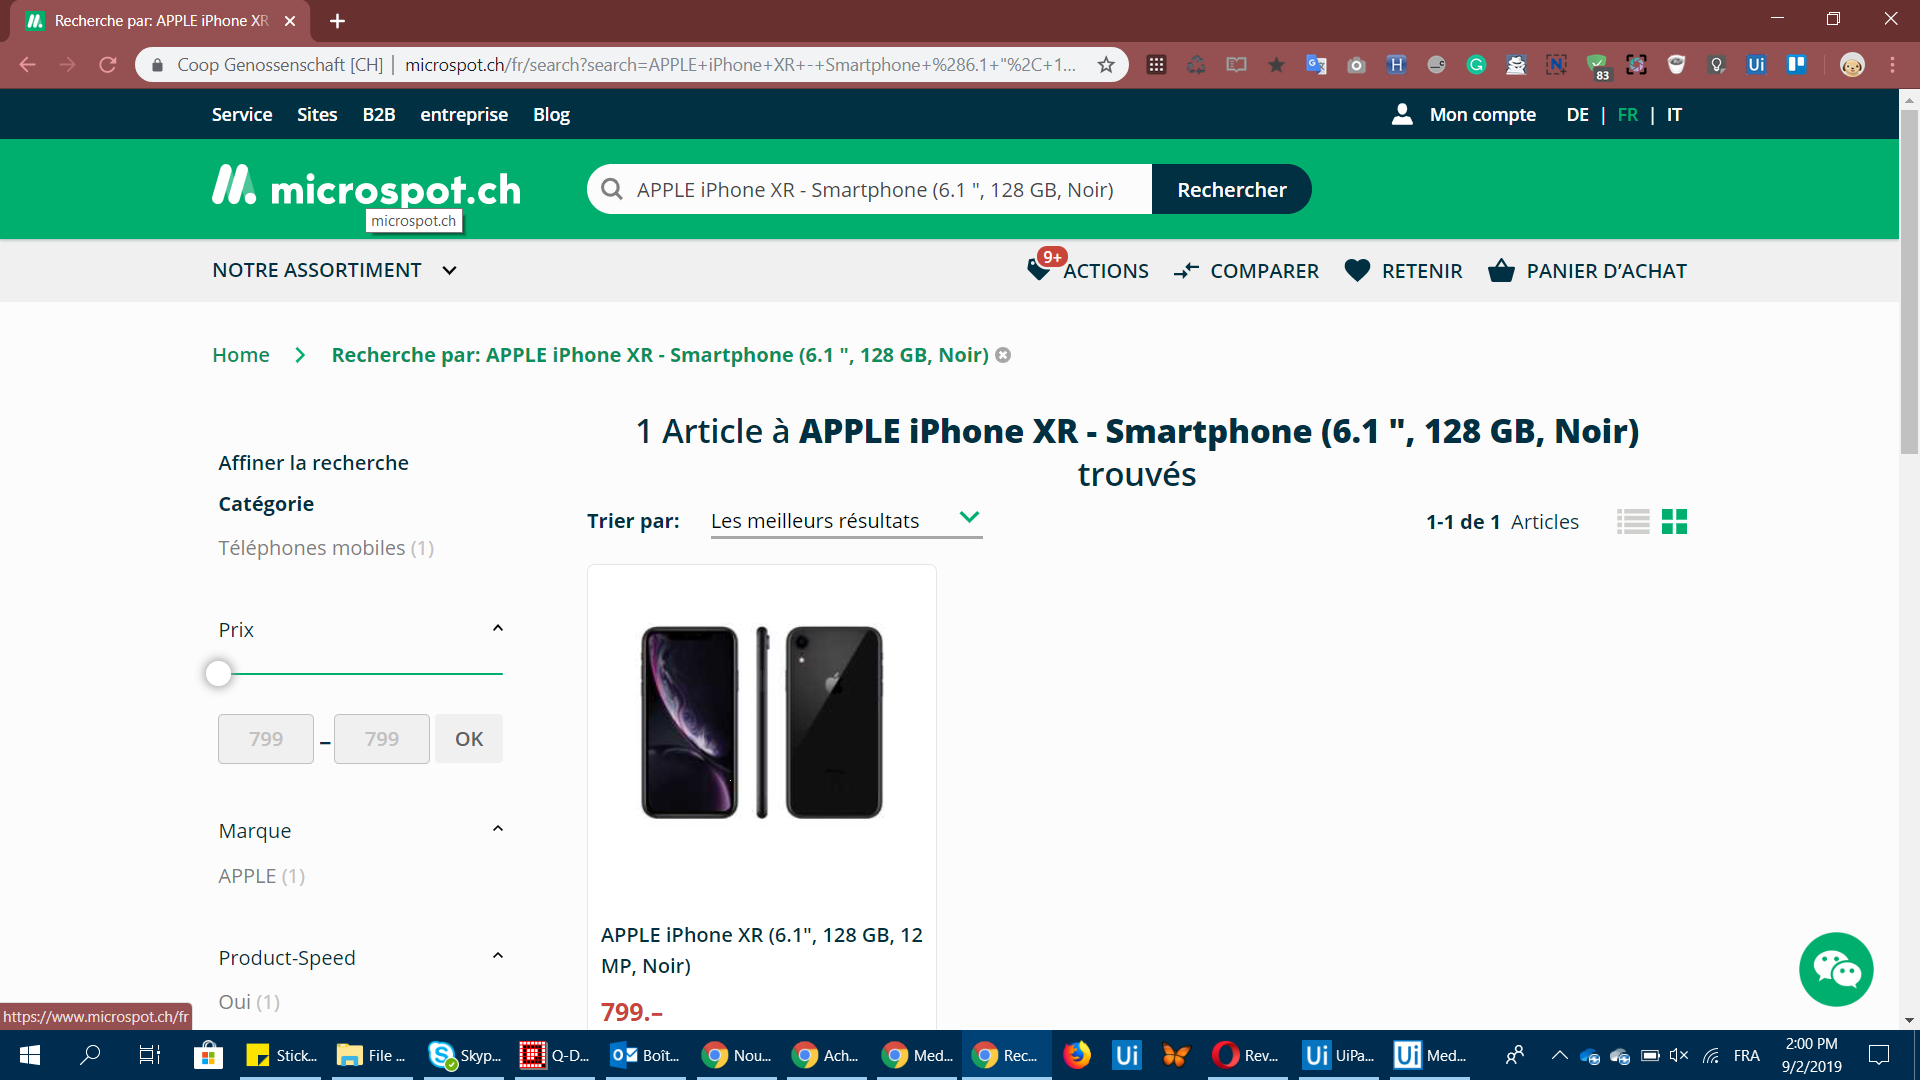 Recherche par: APPLE iPhone XR
Coop Genossenschaft [CH] | microspot.ch/fr/search?search=APPLE+iPhone+XR+-+Smartphone+%286.1+"%2C+1...
83
Service Sites B2B entreprise Blog
Mon compte DE | FR | IT
microspot.ch
APPLE iPhone XR - Smartphone (6.1 ", 128 GB, Noir)
Rechercher
microspot.ch
NOTRE ASSORTIMENT
9+
ACTIONS COMPARER RETENIR PANIER D'ACHAT
Home > Recherche par: APPLE iPhone XR - Smartphone (6.1 ", 128 GB, Noir)
1 Article à APPLE iPhone XR - Smartphone (6.1 ", 128 GB, Noir)
trouvés
Affiner la recherche
Catégorie
Téléphones mobiles (1)
Prix
799 – 799 OK
Marque
APPLE (1)
Product-Speed
Oui (1)
Trier par: Les meilleurs résultats
1-1 de 1 Articles
APPLE iPhone XR (6.1", 128 GB, 12
MP, Noir)
799.–
https://www.microspot.ch/fr
Stick... File ... Skyp... Q-D... Boît... Nou... Ach... Med... Rec... Ui Rev... Ui UiPa... Ui Med... FRA
2:00 PM
9/2/2019